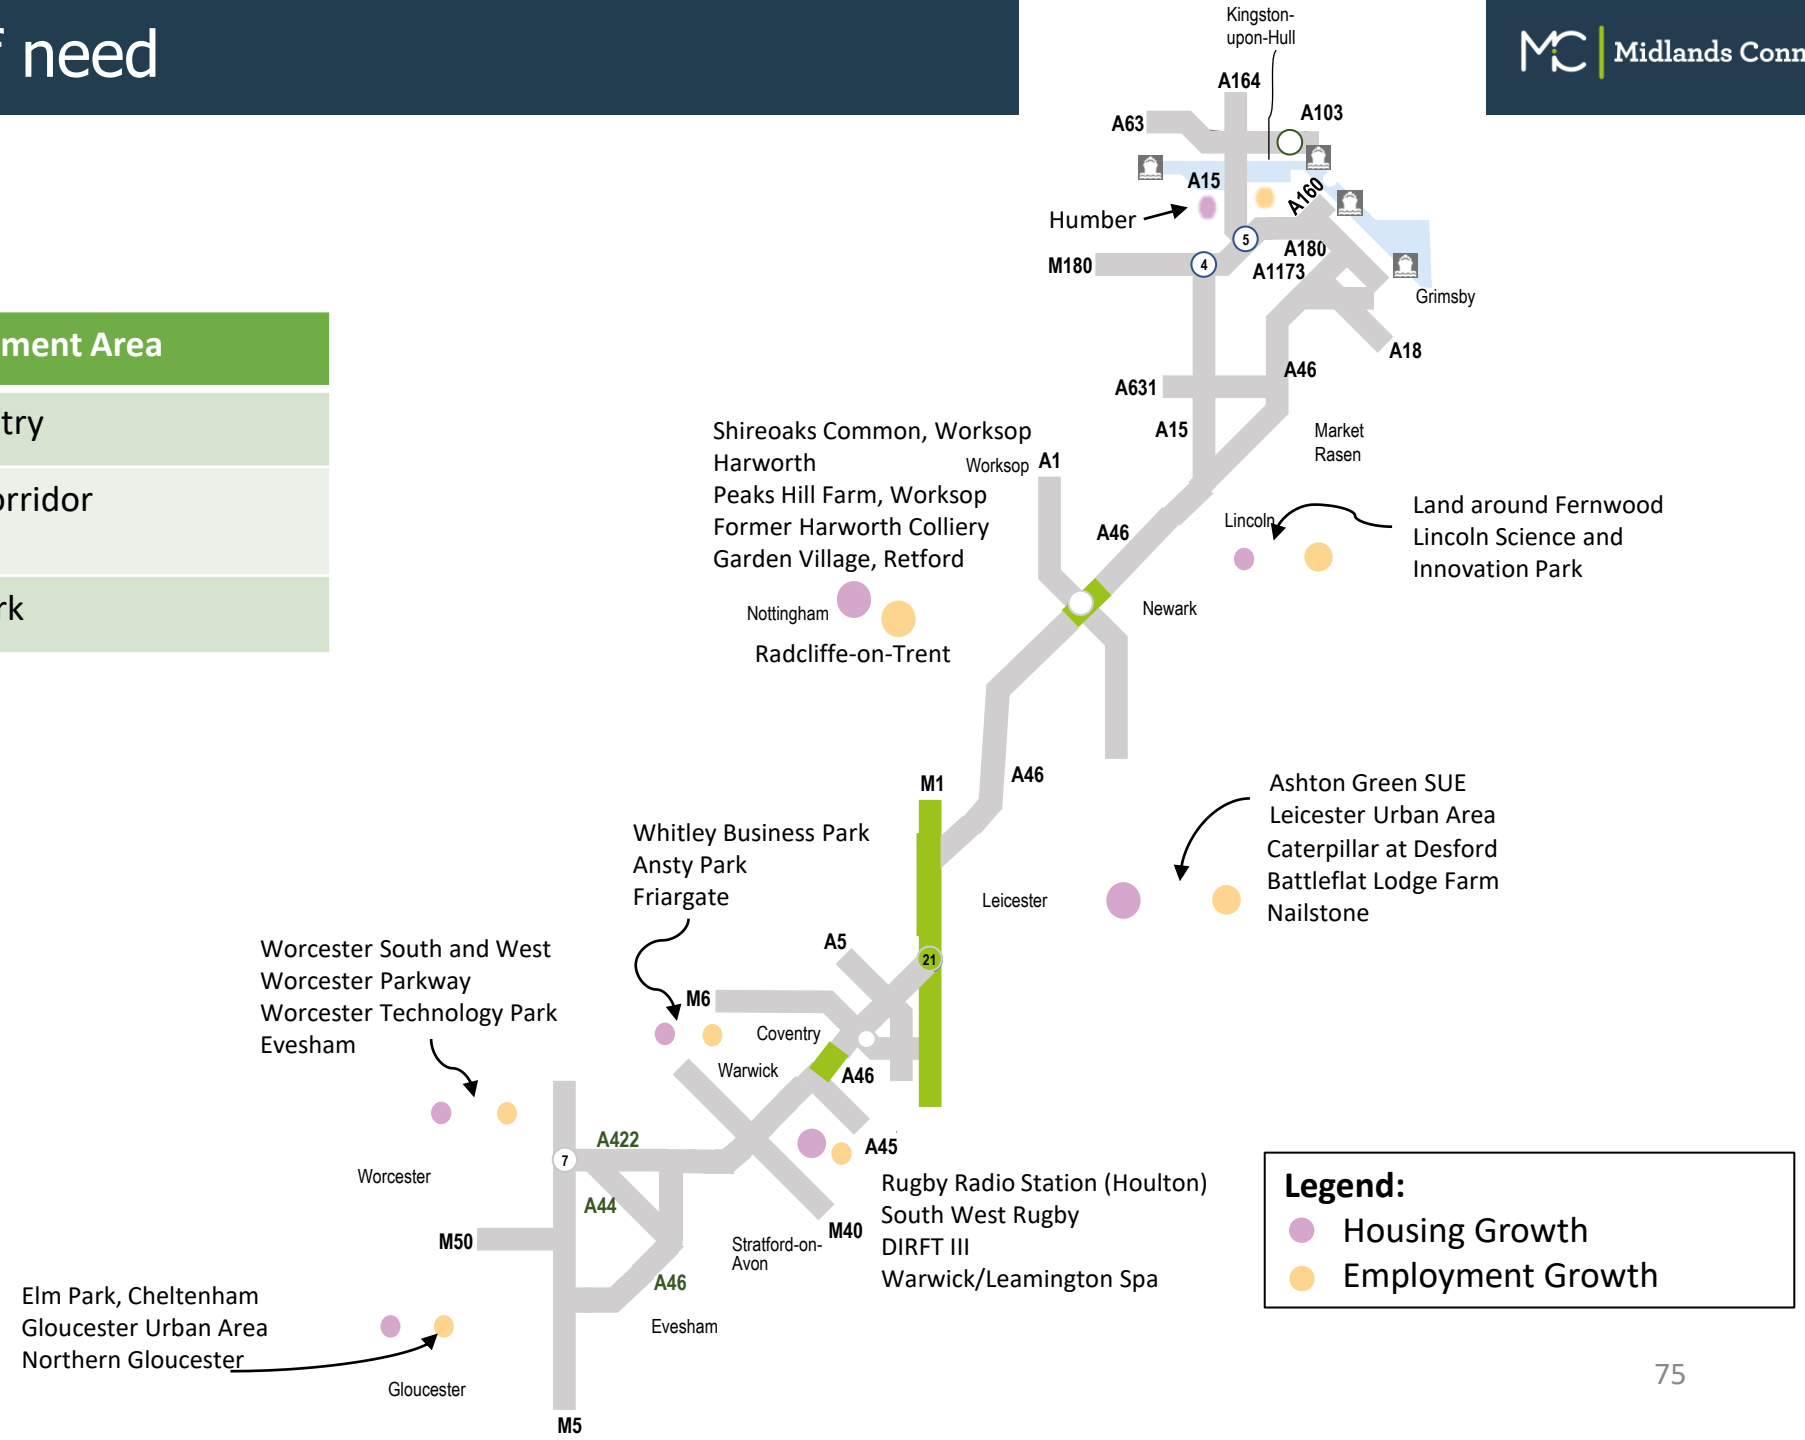 need
Midlands Conn
ment Area
try
orridor
rk
Kingston-
upon-Hull
A164
A63
A103
A15
A160
Humber
5
A180
M180
4
A1173
Grimsby
A18
A631
A46
A15
Market
Rasen
Shireoaks Common, Worksop
Harworth
Peaks Hill Farm, Worksop
Former Harworth Colliery
Garden Village, Retford
Worksop
A1
A46
Lincoln
Land around Fernwood
Lincoln Science and
Innovation Park
Nottingham
Newark
Radcliffe-on-Trent
A46
M1
Ashton Green SUE
Leicester Urban Area
Caterpillar at Desford
Battleflat Lodge Farm
Nailstone
Leicester
Whitley Business Park
Ansty Park
Friargate
A5
21
M6
Coventry
Warwick
A46
Worcester South and West
Worcester Parkway
Worcester Technology Park
Evesham
A422
7
Worcester
A44
A45
Rugby Radio Station (Houlton)
South West Rugby
DIRFT III
Warwick/Leamington Spa
M40
Stratford-on-
Avon
M50
A46
Evesham
Elm Park, Cheltenham
Gloucester Urban Area
Northern Gloucester
Gloucester
M5
Legend:
Housing Growth
Employment Growth
75